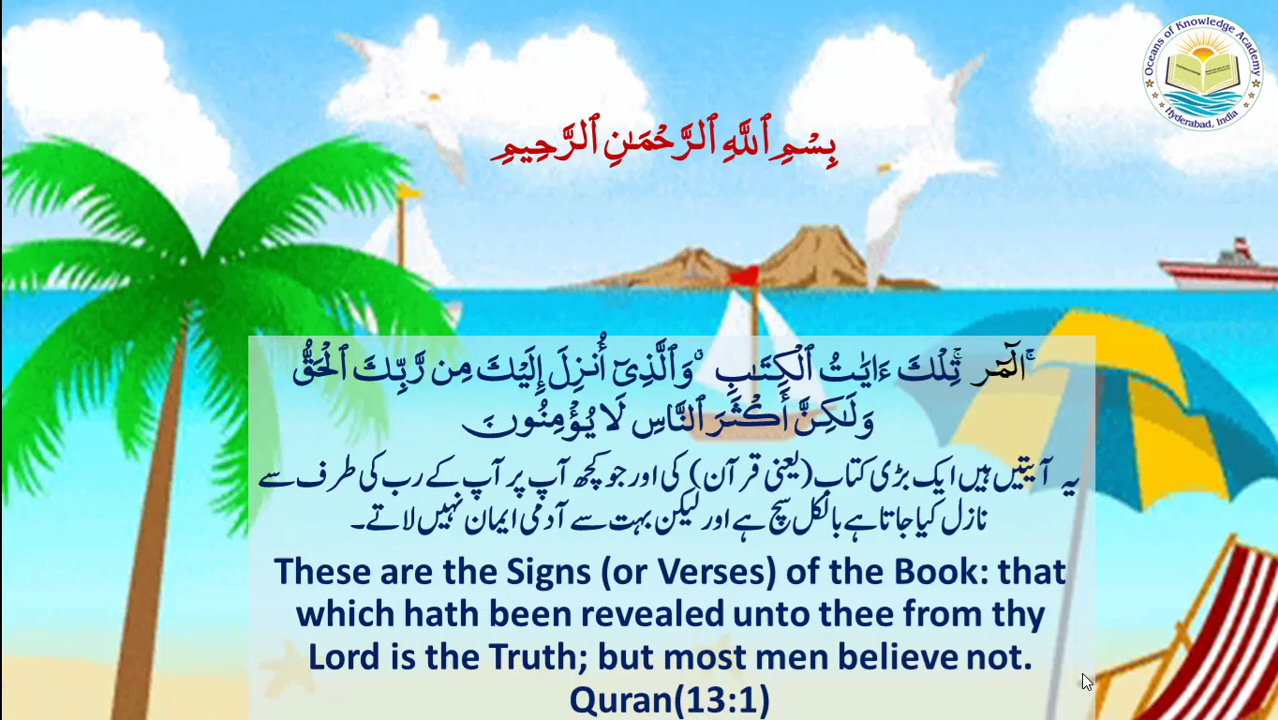 Oceans of Knowledge Academy
Hyderabad, India
بِسْمِ ٱللَّهِ ٱلرَّحْمَـٰنِ ٱلرَّحِيمِ
الٓمٓرۚ تِلْكَ ءَايَـٰتُ ٱلْكِتَـٰبِۗ وَٱلَّذِىٓ أُنزِلَ إِلَيْكَ مِن رَّبِّكَ ٱلْحَقُّ
وَلَـٰكِنَّ أَكْثَرَ ٱلنَّاسِ لَا يُؤْمِنُونَ
یہ آیتیں ہیں ایک بڑی کتاب (یعنی قرآن) کی اور جو کچھ آپ پر آپ کے رب کی طرف سے
نازل کیا جاتا ہے بالکل سچ ہے اور لیکن بہت سے آدمی ایمان نہیں لاتے۔
These are the Signs (or Verses) of the Book: that
which hath been revealed unto thee from thy
Lord is the Truth; but most men believe not.
Quran(13:1)